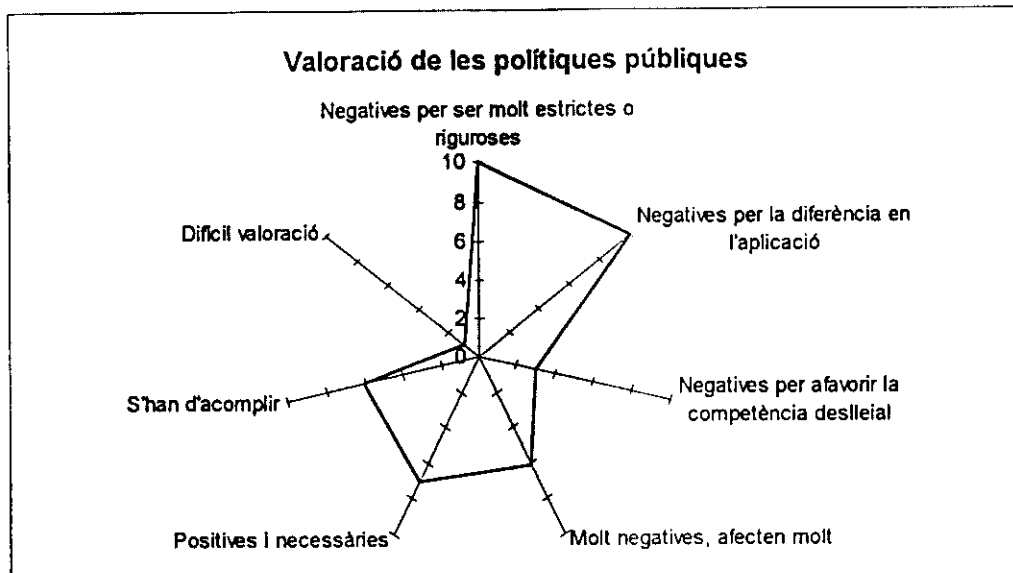 Valoració de les polítiques públiques
Negatives per ser molt estrictes o
riguroses
10
8
6
4
2
0
Negatives per la diferència en
l'aplicació
Negatives per afavorir la
competència deslleial
Molt negatives, afecten molt
Positives i necessàries
S'han d'acomplir
Dificil valoració